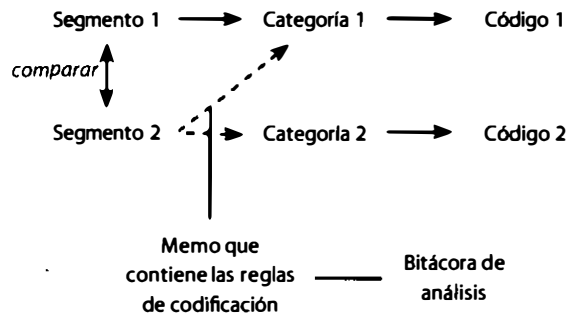 Segmento 1 Categoría 1 Código 1
comparar
Segmento 2 Categoría 2 Código 2
Memo que
contiene las reglas
de codificación
Bitácora de
análisis